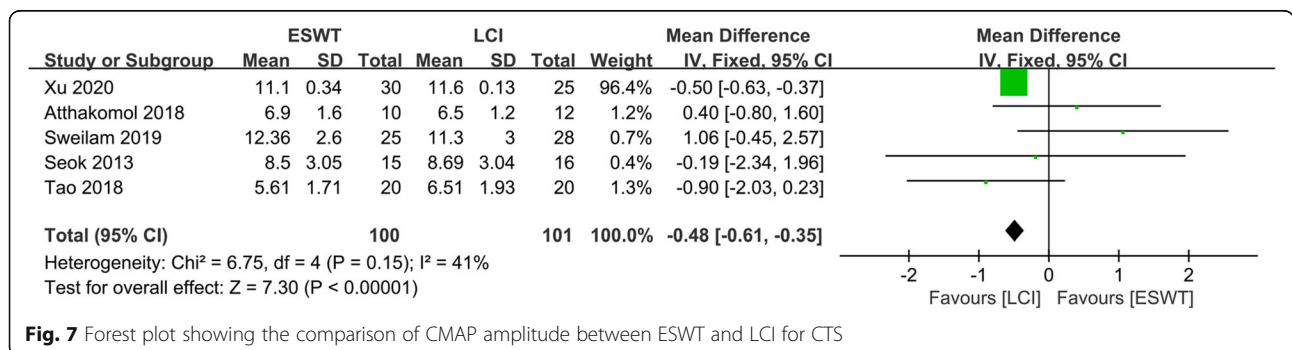 ESWT LCI Mean Difference Mean Difference
Study or Subgroup Mean SD Total Mean SD Total Weight IV, Fixed, 95% CI IV, Fixed, 95% CI
Xu 2020 11.1 0.34 30 11.6 0.13 25 96.4% -0.50 [-0.63, -0.37]
Atthakomol 2018 6.9 1.6 10 6.5 1.2 12 1.2% 0.40 [-0.80, 1.60]
Sweilam 2019 12.36 2.6 25 11.3 3 28 0.7% 1.06 [-0.45, 2.57]
Seok 2013 8.5 3.05 15 8.69 3.04 16 0.4% -0.19 [-2.34, 1.96]
Tao 2018 5.61 1.71 20 6.51 1.93 20 1.3% -0.90 [-2.03, 0.23]
Total (95% CI) 100 101 100.0% -0.48 [-0.61, -0.35]
Heterogeneity: Chi² = 6.75, df = 4 (P = 0.15); I² = 41%
Test for overall effect: Z = 7.30 (P < 0.00001)
-2 -1 0 1 2
Favours [LCI] Favours [ESWT]
Fig. 7 Forest plot showing the comparison of CMAP amplitude between ESWT and LCI for CTS